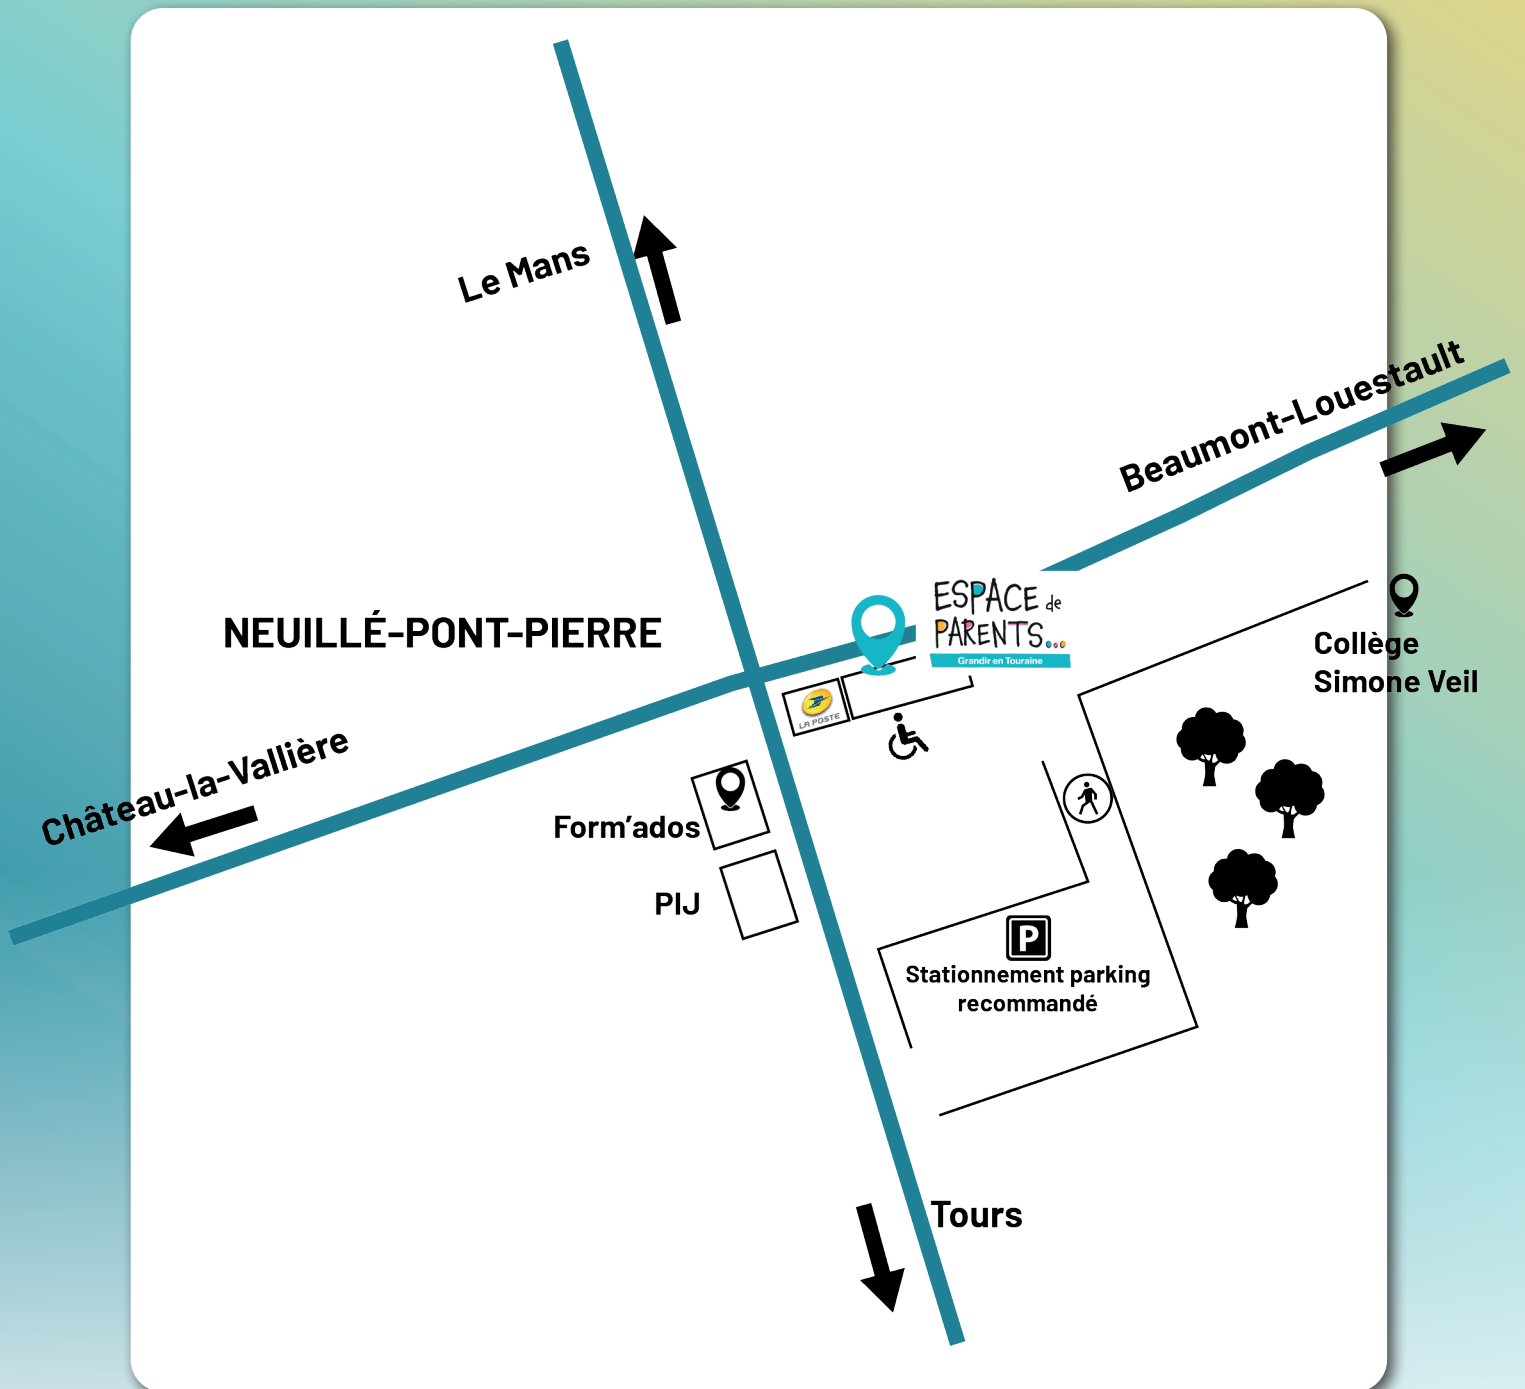 Le Mans
Beaumont-Louestault
ESPACE de
PARENTS...
Grandir en Touraine
NEUILLÉ-PONT-PIERRE
Collège
Simone Veil
LA POSTE
Château-la-Vallière
Form'ados
PIJ
P
Stationnement parking
recommandé
Tours